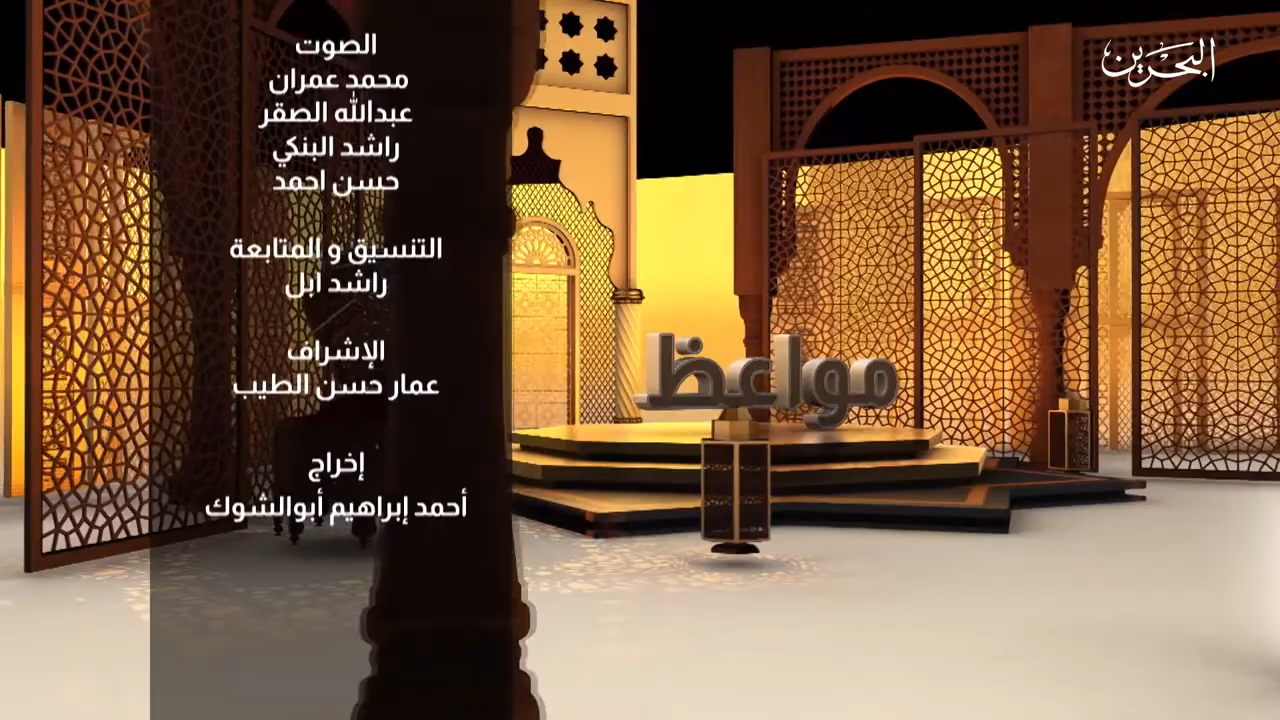 البحرين
الصوت
محمد عمران
عبدالله الصقر
راشد البنكي
حسن احمد
التنسيق و المتابعة
راشد ابل
الإشراف
عمار حسن الطيب
إخراج
أحمد إبراهيم أبوالشوك
مواعظ